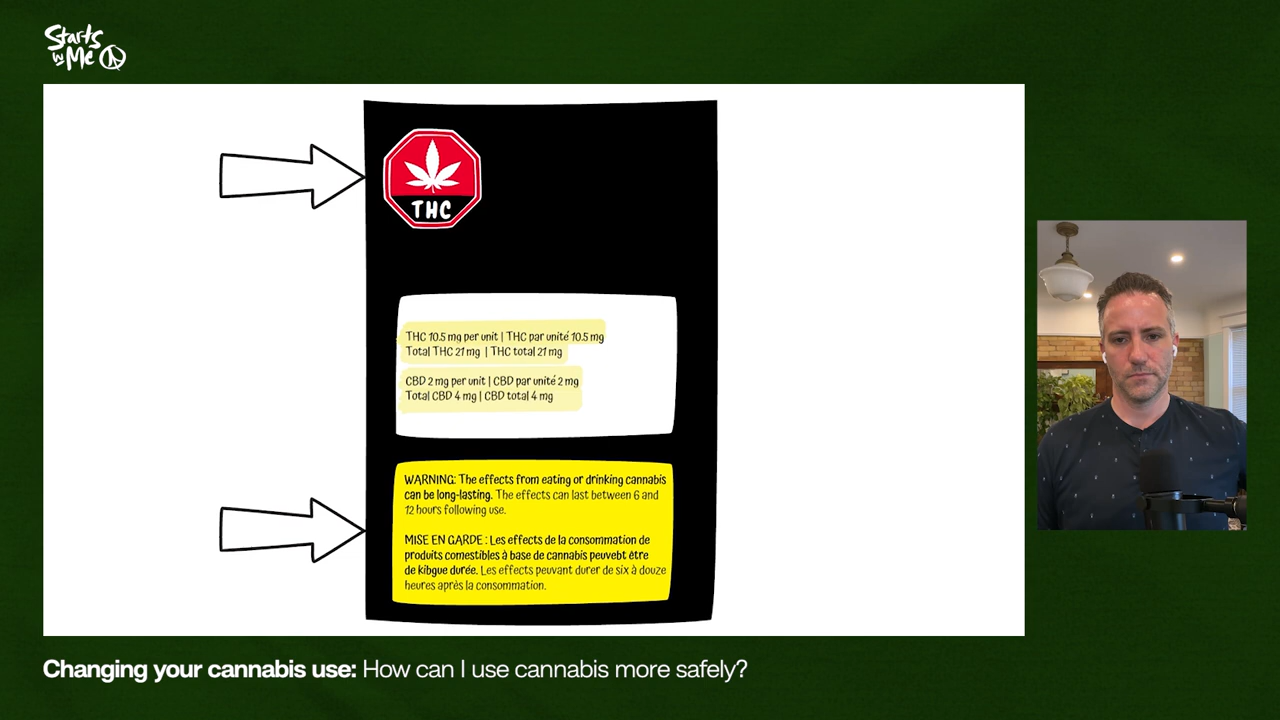 Starts
w/ Me
THC
THC 10.5 mg per unit | THC par unité 10.5 mg
Total THC 21 mg | THC total 21 mg
CBD 2 mg per unit | CBD par unité 2 mg
Total CBD 4 mg | CBD total 4 mg
WARNING: The effects from eating or drinking cannabis
can be long-lasting. The effects can last between 6 and
12 hours following use.
MISE EN GARDE : Les effets de la consommation de
produits comestibles à base de cannabis peuvebt être
de kibgue durée. Les effects peuvant durer de six à douze
heures après la consommation.
Changing your cannabis use: How can I use cannabis more safely?